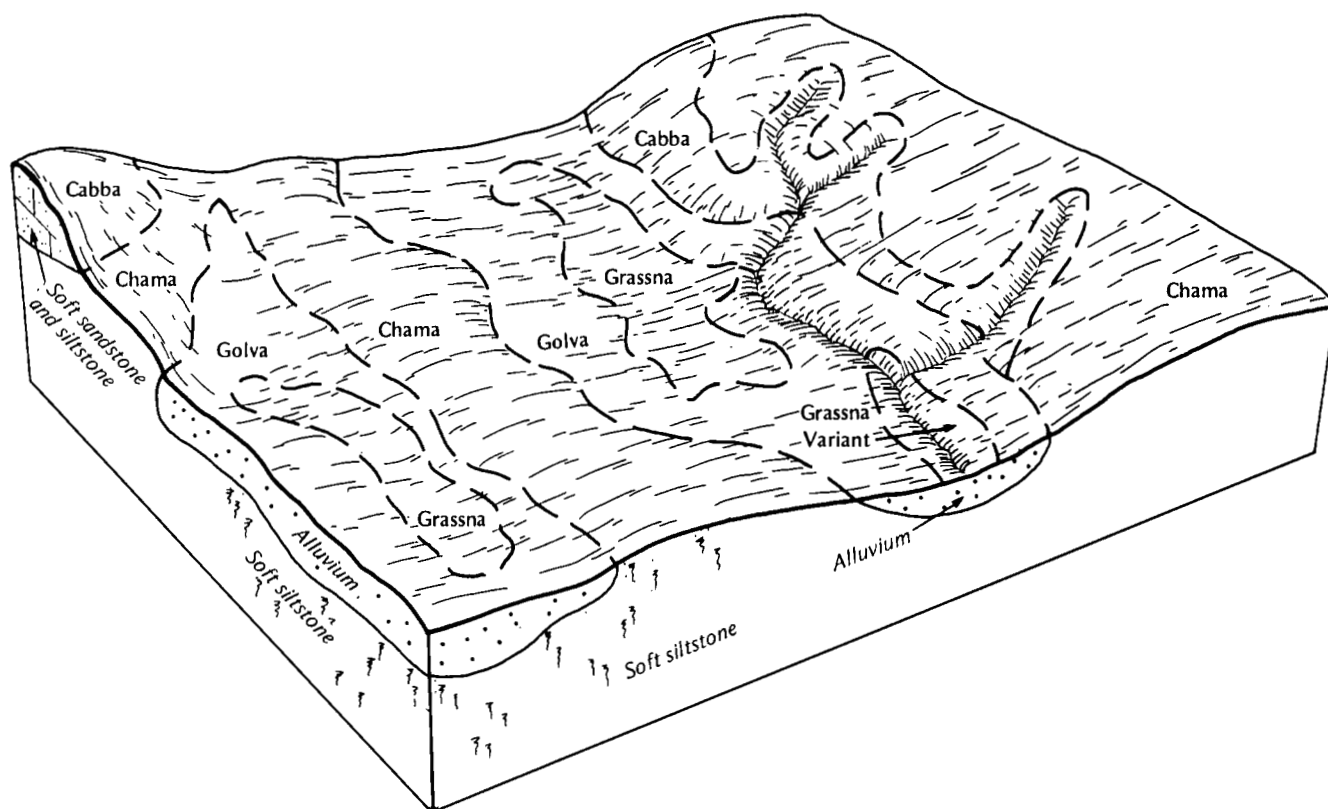 Cabba
Cabba
Chama
Grassna
Chama
Soft sandstone
and siltstone
Golva
Chama
Golva
Grassna
Variant
Grassna
Alluvium
Alluvium
Soft siltstone
Soft siltstone